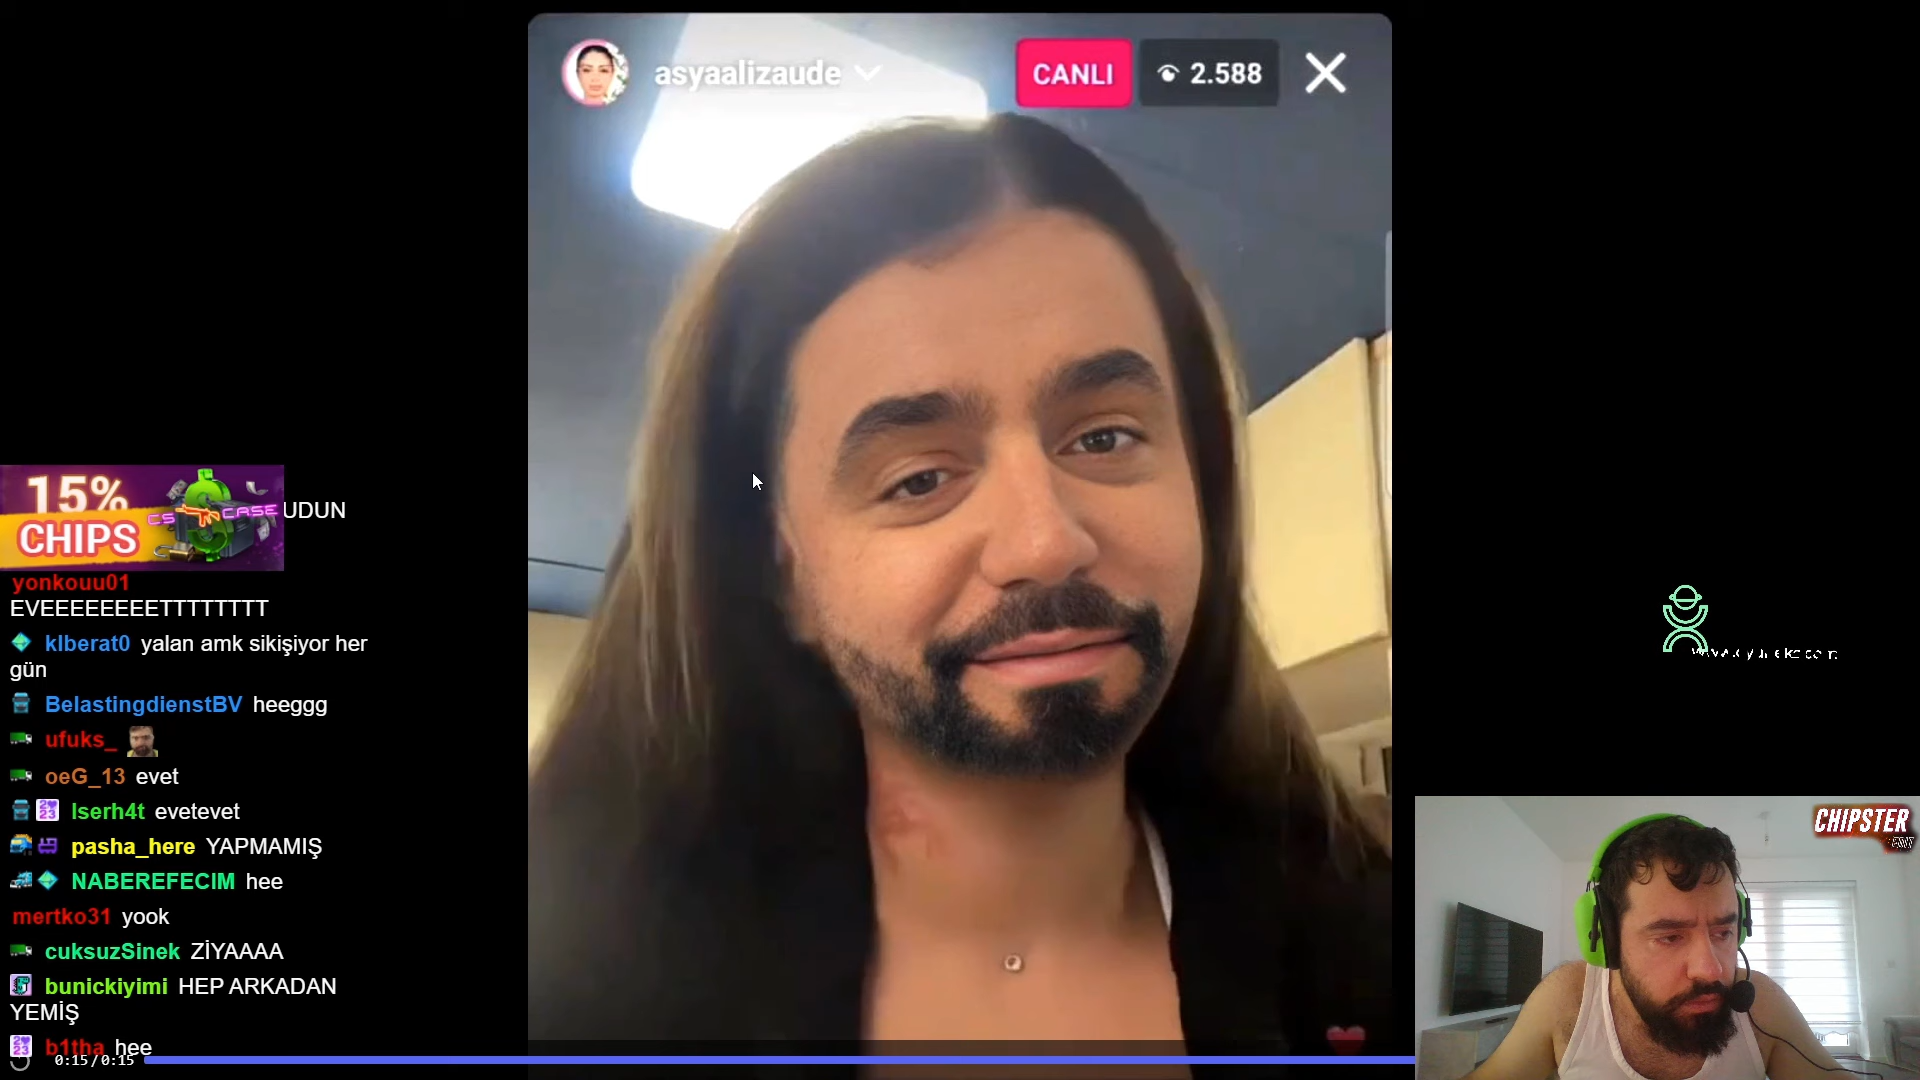 asyaalizaude
CANLI
2.588
15%
CHIPS
CS CASE
UDUN
yonkouu01
EVEEEEEEEETTTTTTTT
klberat0 yalan amk sikişiyor her
gün
BelastingdienstBV heeggg
ufuks_
oeG_13 evet
lserh4t evetevet
pasha_here YAPMAMIŞ
NABEREFECIM hee
mertko31 yook
cuksuzSinek ZİYAAAA
bunickiyimi HEP ARKADAN
YEMİŞ
b1tha hee
0:15/0:15
CHIPSTER